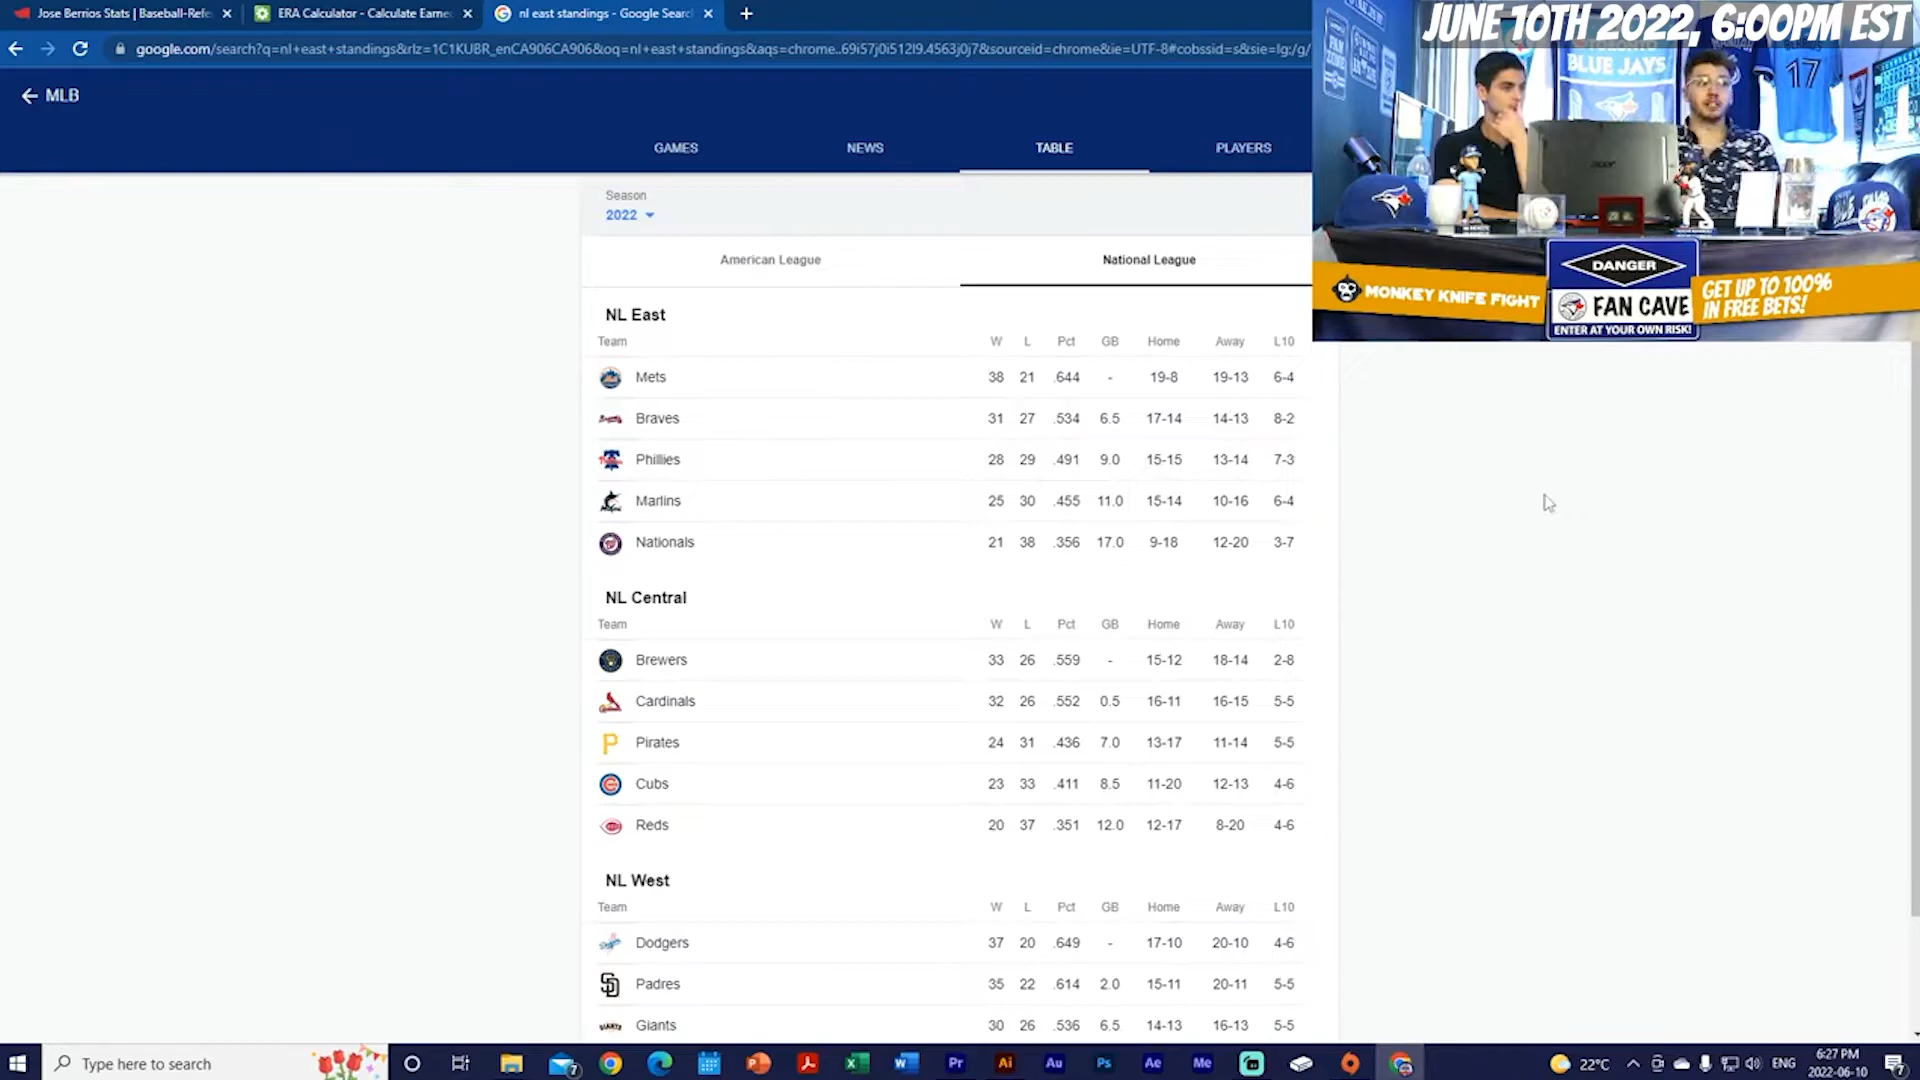 Jose Berrios Stats | Baseball-Refe
ERA Calculator - Calculate Earne
nl east standings - Google Searc
JUNE 10TH 2022, 6:00PM EST
google.com/search?q=nl+east+standings&rlz=1C1KUBR_enCA906CA906&oq=nl+east+standings&aqs=chrome..69i57j0i512l9.4563j0j7&sourceid=chrome&ie=UTF-8#cobssid=s&sie=lg;/g/
BLUE JAYS
17
acer
MLB
GAMES NEWS TABLE PLAYERS
Season
2022
American League National League
DANGER
FAN CAVE
ENTER AT YOUR OWN RISK!
MONKEY KNIFE FIGHT
GET UP TO 100%
IN FREE BETS!
NL East
Team W L Pct GB Home Away L10
Mets 38 21 .644 - 19-8 19-13 6-4
Braves 31 27 .534 6.5 17-14 14-13 8-2
Phillies 28 29 .491 9.0 15-15 13-14 7-3
Marlins 25 30 .455 11.0 15-14 10-16 6-4
Nationals 21 38 .356 17.0 9-18 12-20 3-7
NL Central
Team W L Pct GB Home Away L10
Brewers 33 26 .559 - 15-12 18-14 2-8
Cardinals 32 26 .552 0.5 16-11 16-15 5-5
Pirates 24 31 .436 7.0 13-17 11-14 5-5
Cubs 23 33 .411 8.5 11-20 12-13 4-6
Reds 20 37 .351 12.0 12-17 8-20 4-6
NL West
Team W L Pct GB Home Away L10
Dodgers 37 20 .649 - 17-10 20-10 4-6
Padres 35 22 .614 2.0 15-11 20-11 5-5
Giants 30 26 .536 6.5 14-13 16-13 5-5
Type here to search
7
Pr Ai Au Ps Ae Me
22°C
ENG
6:27 PM
2022-06-10
7